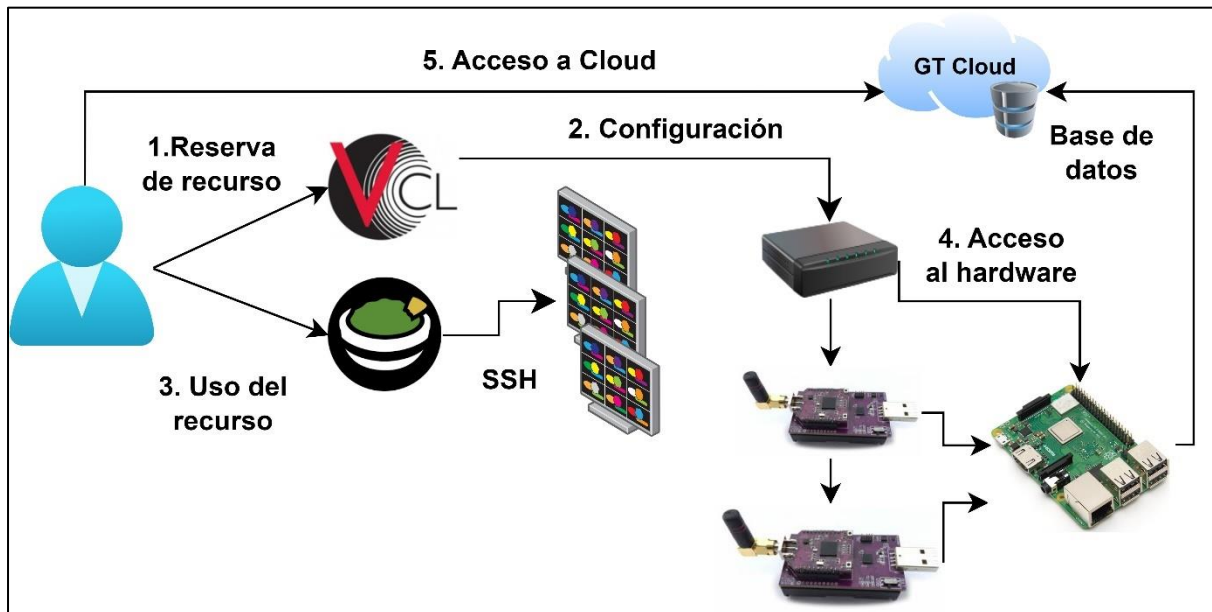 5. Acceso a Cloud
GT Cloud
1.Reserva
de recurso
VCL
2. Configuración
Base de
datos
4. Acceso
al hardware
3. Uso del
recurso
SSH